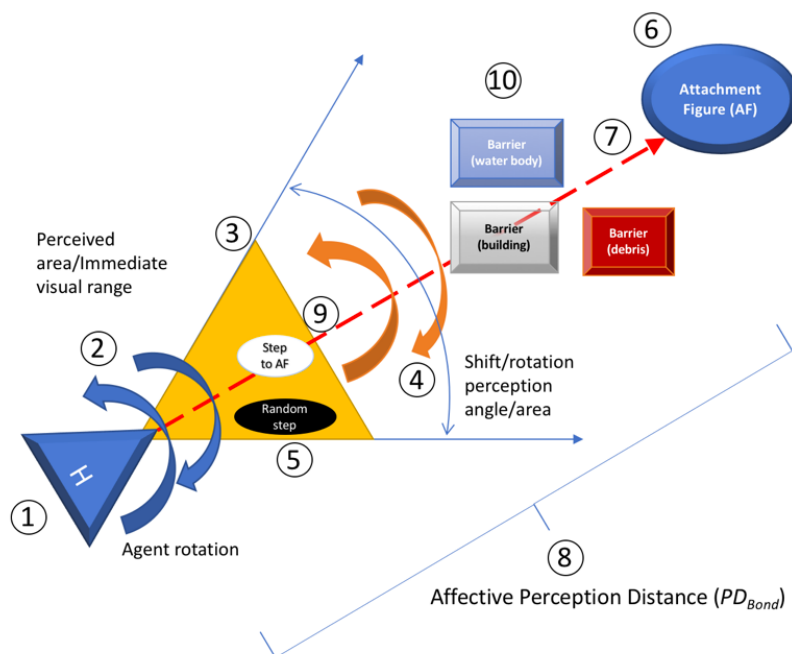 6
10
Attachment
Figure (AF)
Barrier
(water body)
7
3
Barrier
(building)
Barrier
(debris)
Perceived
area/Immediate
visual range
9
2
Step
to AF
4
Shift/rotation
perception
angle/area
Random
step
H
5
1
Agent rotation
8
Affective Perception Distance (PD_Bond)